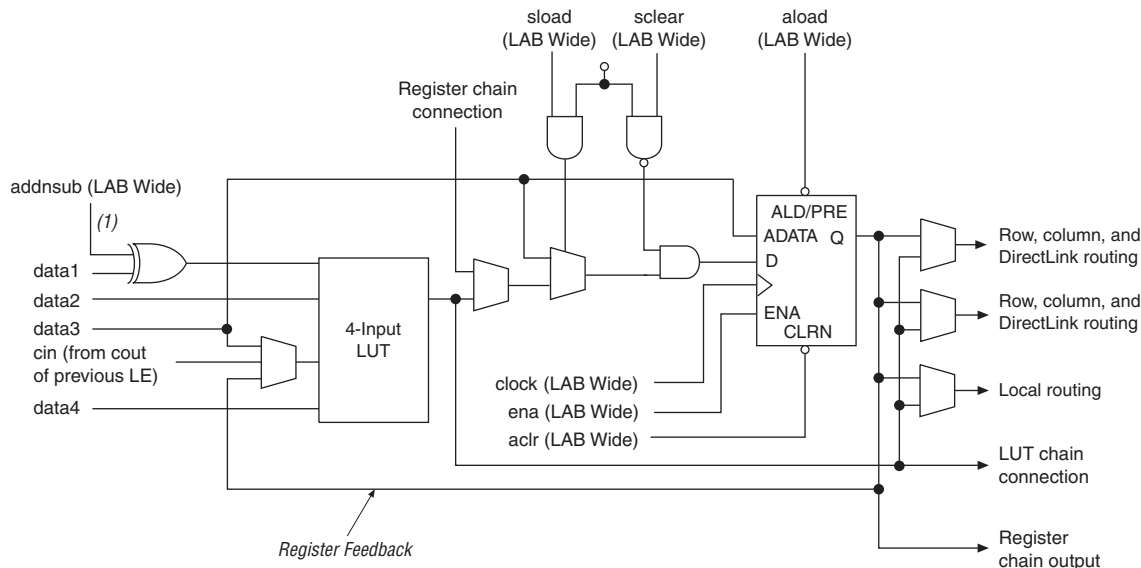 sload
(LAB Wide)
sclear
(LAB Wide)
aload
(LAB Wide)
Register chain
connection
addnsub (LAB Wide)
(1)
data1
data2
data3
cin (from cout
of previous LE)
data4
4-Input
LUT
ALD/PRE
ADATA Q
D
ENA
CLRN
clock (LAB Wide)
ena (LAB Wide)
aclr (LAB Wide)
Row, column, and
DirectLink routing
Row, column, and
DirectLink routing
Local routing
LUT chain
connection
Register
chain output
Register Feedback